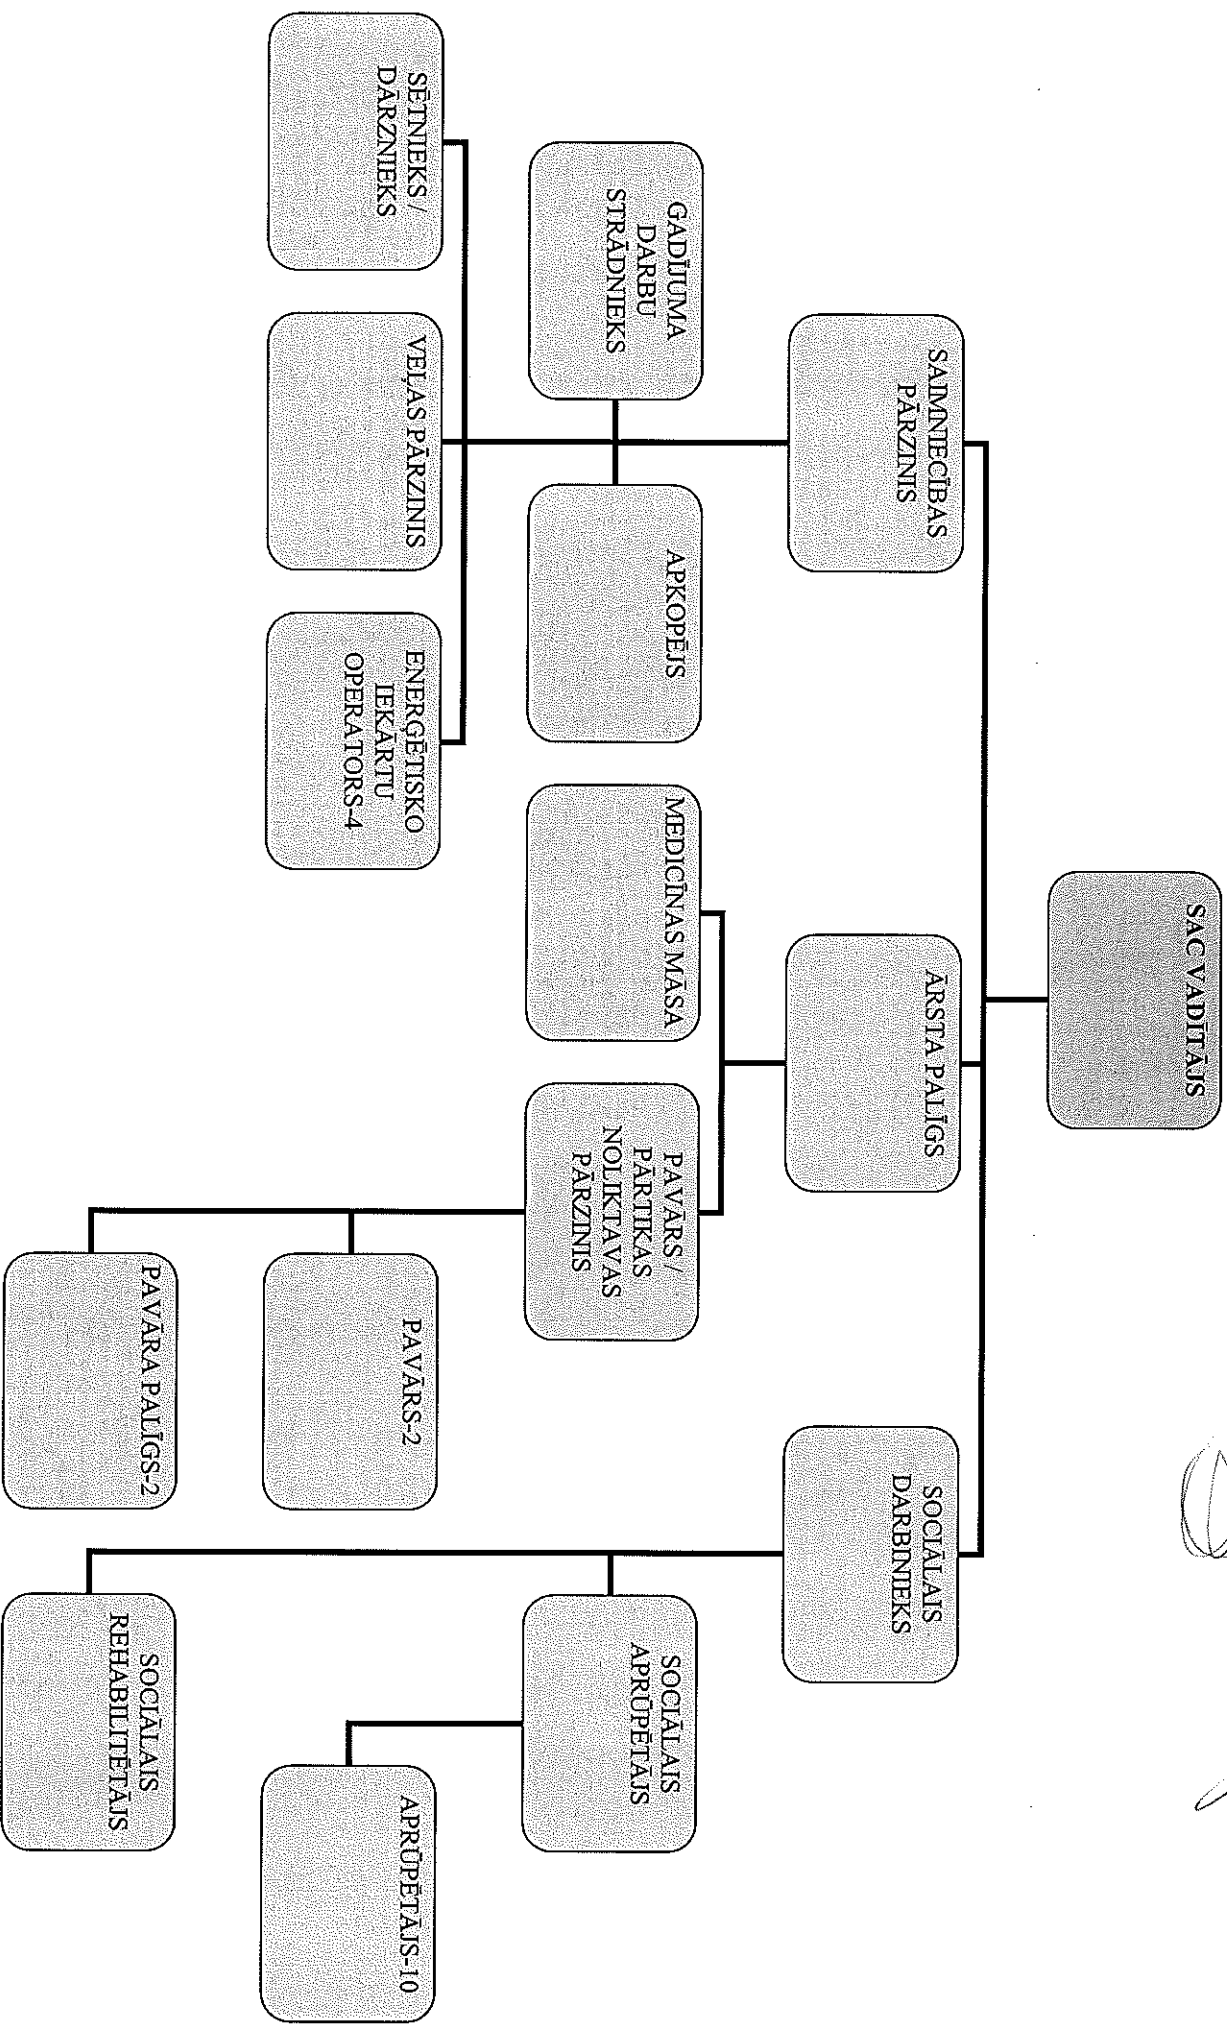 SAC VADĪTĀJS
SAIMNIECĪBAS
PĀRZINIS
ĀRSTA PALĪGS
SOCIĀLAIS
DARBINIEKS
GADĪJUMA
DARBU
STRĀDNIEKS
APKOPĒJS
MEDICĪNAS MĀSA
PAVĀRS /
PĀRTIKAS
NOLIKTAVAS
PĀRZINIS
SOCIĀLAIS
APRŪPĒTĀJS
SĒTNIEKS /
DĀRZNIEKS
VEĻAS PĀRZINIS
ENERĢĒTISKO
IEKĀRTU
OPERATORS-4
PAVĀRS-2
APRŪPĒTĀJS-10
PAVĀRA PALĪGS-2
SOCIĀLAIS
REHABILITĒTĀJS